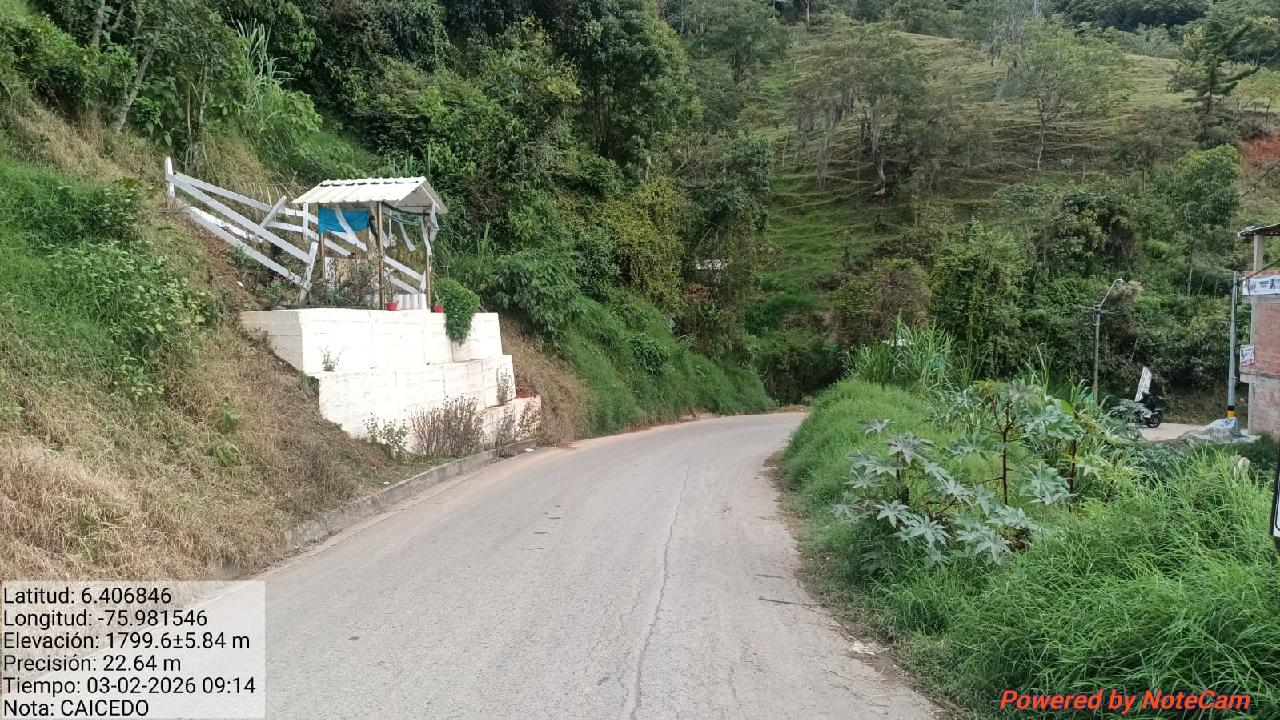 Latitud: 6.406846
Longitud: -75.981546
Elevación: 1799.6±5.84 m
Precisión: 22.64 m
Tiempo: 03-02-2026 09:14
Nota: CAICEDO
Powered by NoteCam